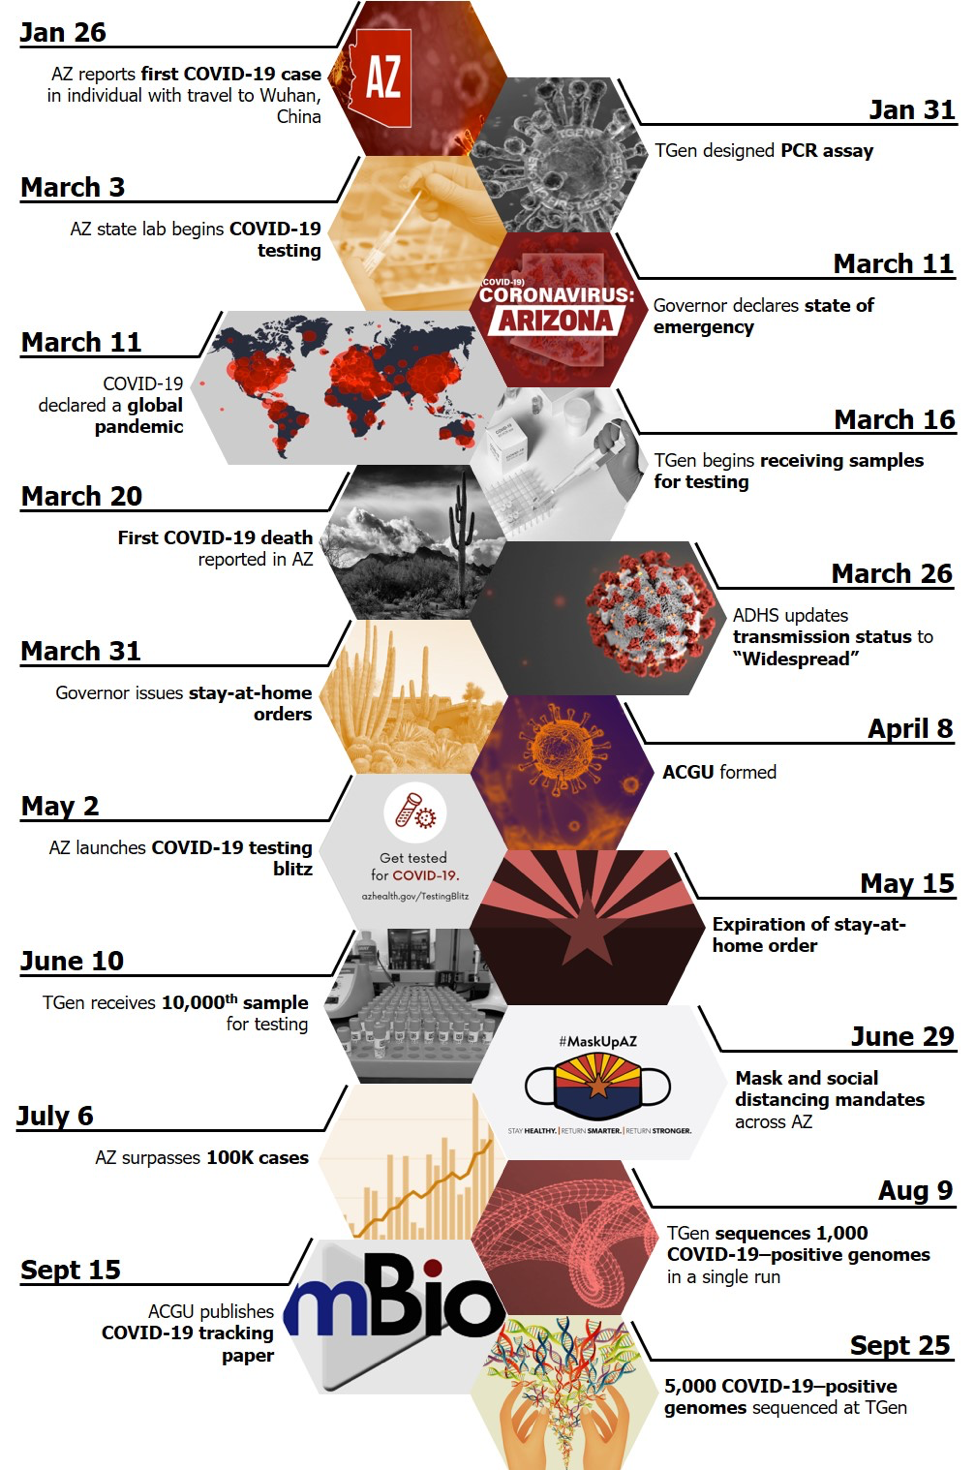 Jan 26
AZ reports first COVID-19 case
in individual with travel to Wuhan,
China
AZ
TGEN
Jan 31
TGen designed PCR assay
March 3
AZ state lab begins COVID-19
testing
March 11
Governor declares state of
emergency
(COVID-19)
CORONAVIRUS:
ARIZONA
March 11
COVID-19
declared a global
pandemic
March 16
TGen begins receiving samples
for testing
March 20
First COVID-19 death
reported in AZ
March 26
ADHS updates
transmission status to
“Widespread”
March 31
Governor issues stay-at-home
orders
April 8
ACGU formed
May 2
AZ launches COVID-19 testing
blitz
Get tested
for COVID-19.
azhealth.gov/TestingBlitz
May 15
Expiration of stay-at-
home order
June 10
TGen receives 10,000th sample
for testing
June 29
Mask and social
distancing mandates
across AZ
#MaskUpAZ
STAY HEALTHY. | RETURN SMARTER. | RETURN STRONGER.
July 6
AZ surpasses 100K cases
Aug 9
TGen sequences 1,000
COVID-19–positive genomes
in a single run
Sept 15
ACGU publishes
COVID-19 tracking
paper
mBio
Sept 25
5,000 COVID-19–positive
genomes sequenced at TGen